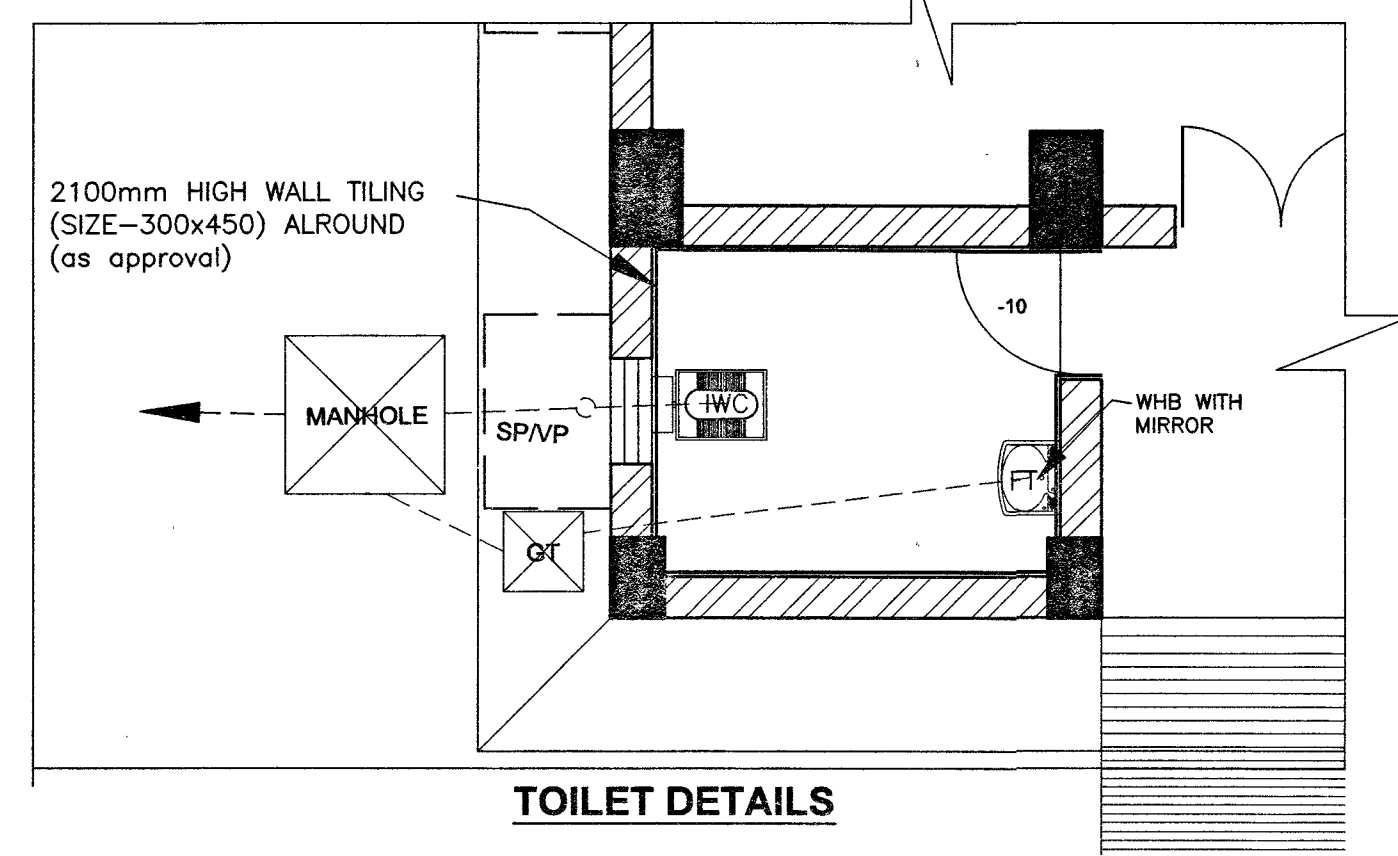 2100mm HIGH WALL TILING
(SIZE-300x450) ALROUND
(as approval)
-10
MANHOLE
SP/VP
IWC
WHB WITH
MIRROR
FT
GT
TOILET DETAILS